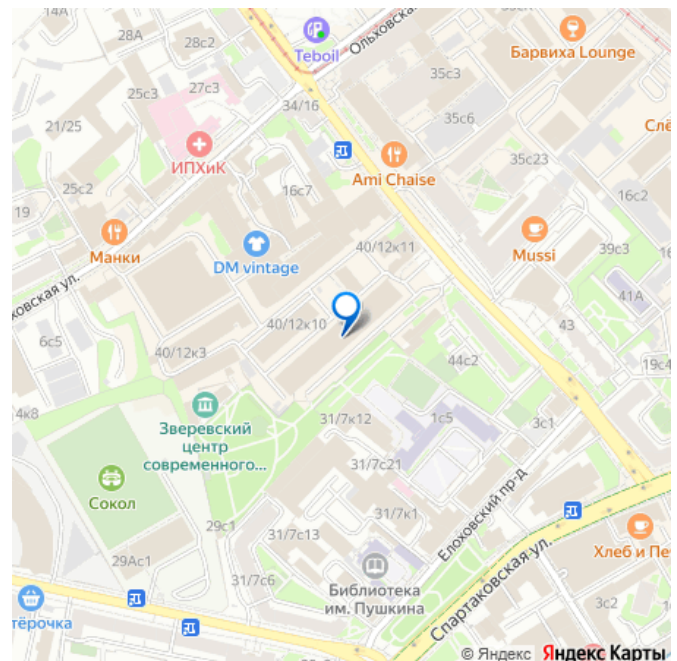 14А
28А
28с2
Teboil
Ольховска
35с
Барвиха Lounge
25с3
27с3
34/16
35с3
35с6
Слё
21/25
ИПХиК
Ami Chaise
35с23
25с2
16с7
16с2
19
Манки
DM vintage
40/12к11
Mussi
39с3
41А
ховская ул.
6с5
40/12к10
40/12к3
43
44с2
19с4
4к8
Зверевский
центр
современного...
31/7к12
1с5
3с1
Сокол
31/7с21
29с1
31/7к1
31/7с13
Елоховский пр-д
Хлеб и Пе
29Ас1
31/7с6
Библиотека
им. Пушкина
Спартаковская ул.
3с2
тёрочка
© Яндекс Яндекс Карты